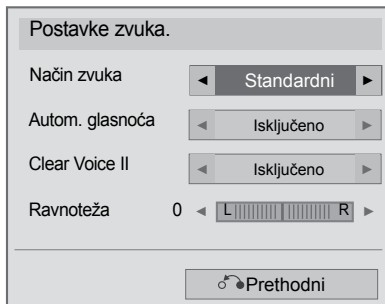 Postavke zvuka.
Način zvuka ◄ Standardni ►
Autom. glasnoća ◄ Isključeno ►
Clear Voice II ◄ Isključeno ►
Ravnoteža 0 ◄ L R ►
Prethodni